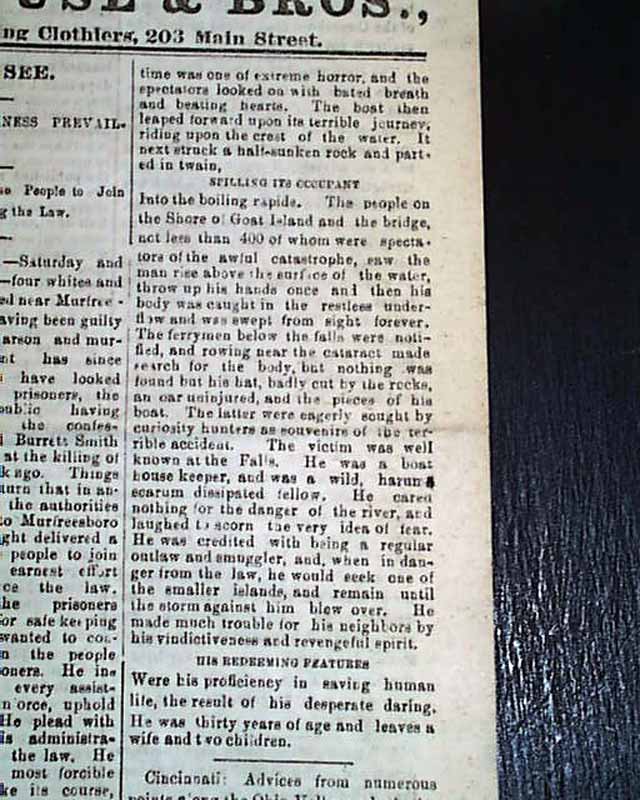 USE & BROS.,
ng Clothiers, 203 Main Street.
SEE.
NESS PREVAIL-
People to Join
g the Law.
—Saturday and
—four whites and
ed near Murfree-
aving been guilty
arson and mur-
nt has since
have looked
prisoners, the
public having
the confes-
Burrett Smith
at the killing of
k ago. Things
turn that in an-
the authorities
to Murfreesboro
ght delivered a
people to join
earnest effort
ce the law.
he prisoners
for safe keeping
wanted to con-
n the people
oners. He in-
every assist-
n orce, uphold
He plead with
is administra-
the law. He
most forcible
ke its course,
time was one of extreme horror, and the
spectators looked on with bated breath
and beating hearts. The boat then
leaped forward upon its terrible journey,
riding upon the crest of the water. It
next struck a half-sunken rock and part-
ed in twain,
SPILLING ITS OCCUPANT
Into the boiling rapids. The people on
the Shore of Goat Island and the bridge,
not less than 400 of whom were specta-
tors of the awful catastrophe, saw the
man rise above the surface of the water,
throw up his hands once and then his
body was caught in the restless under-
flow and was swept from sight forever.
The ferrymen below the falls were noti-
fied, and rowing near the cataract made
search for the body, but nothing was
found but his hat, badly cut by the rocks,
an oar uninjured, and the pieces of his
boat. The latter were eagerly sought by
curiosity hunters as souvenirs of the ter-
rible accident. The victim was well
known at the Falls. He was a boat
house keeper, and was a wild, harum
scarum dissipated fellow. He cared
nothing for the danger of the river, and
laughed to scorn the very idea of fear.
He was credited with being a regular
outlaw and smuggler, and, when in dan-
ger from the law, he would seek one of
the smaller islands, and remain until
the storm against him blew over. He
made much trouble for his neighbors by
his vindictiveness and revengeful spirit.
HIS REDEEMING FEATURES
Were his proficiency in saving human
life, the result of his desperate daring.
He was thirty years of age and leaves a
wife and two children.
Cincinnati: Advices from numerous
points along the Ohio Valley